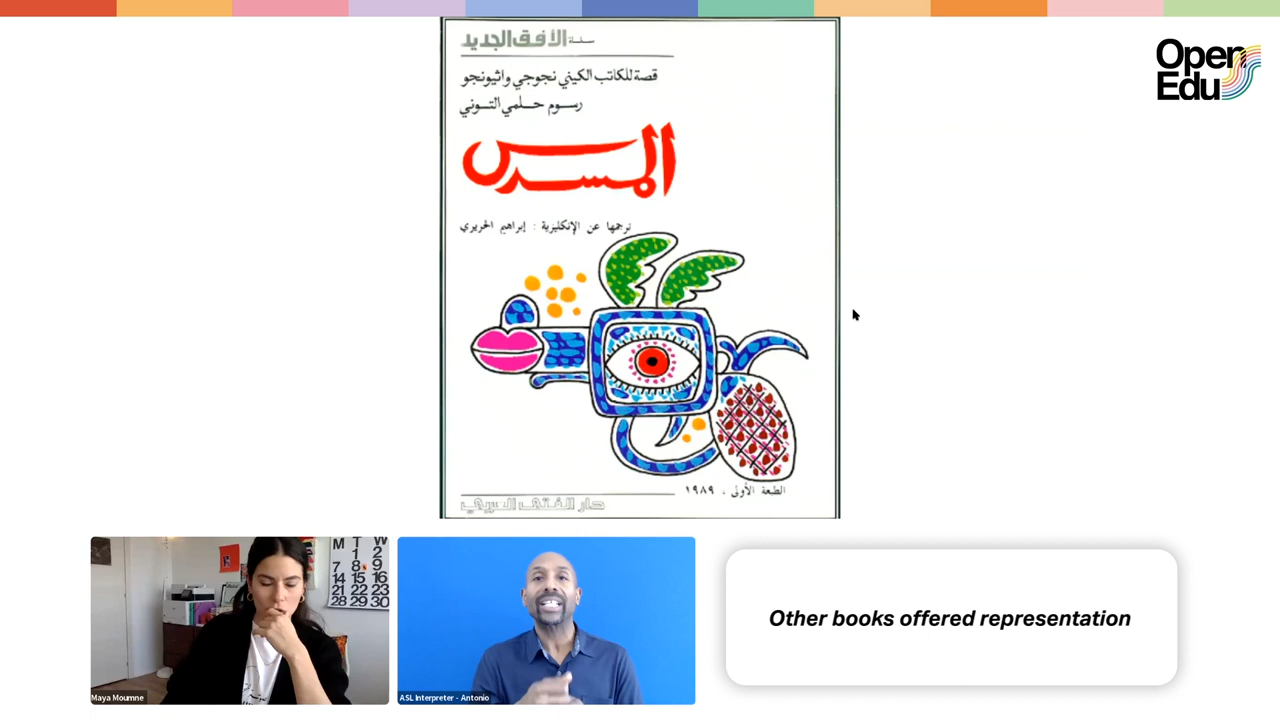 سلسلة الأفق الجديد
قصة للكاتب الكيني نجوجي واثيونجو
رسوم حلمي التوني
المسدس
ترجمها عن الإنكليزية : إبراهيم الحريري
الطبعة الأولى ، ١٩٨٩
دار الفتى العربي
Open
Edu
M T W
1 2
7 8 9
14 15 16
21 22 23
28 29 30
Maya Moumne
ASL Interpreter - Antonio
Other books offered representation